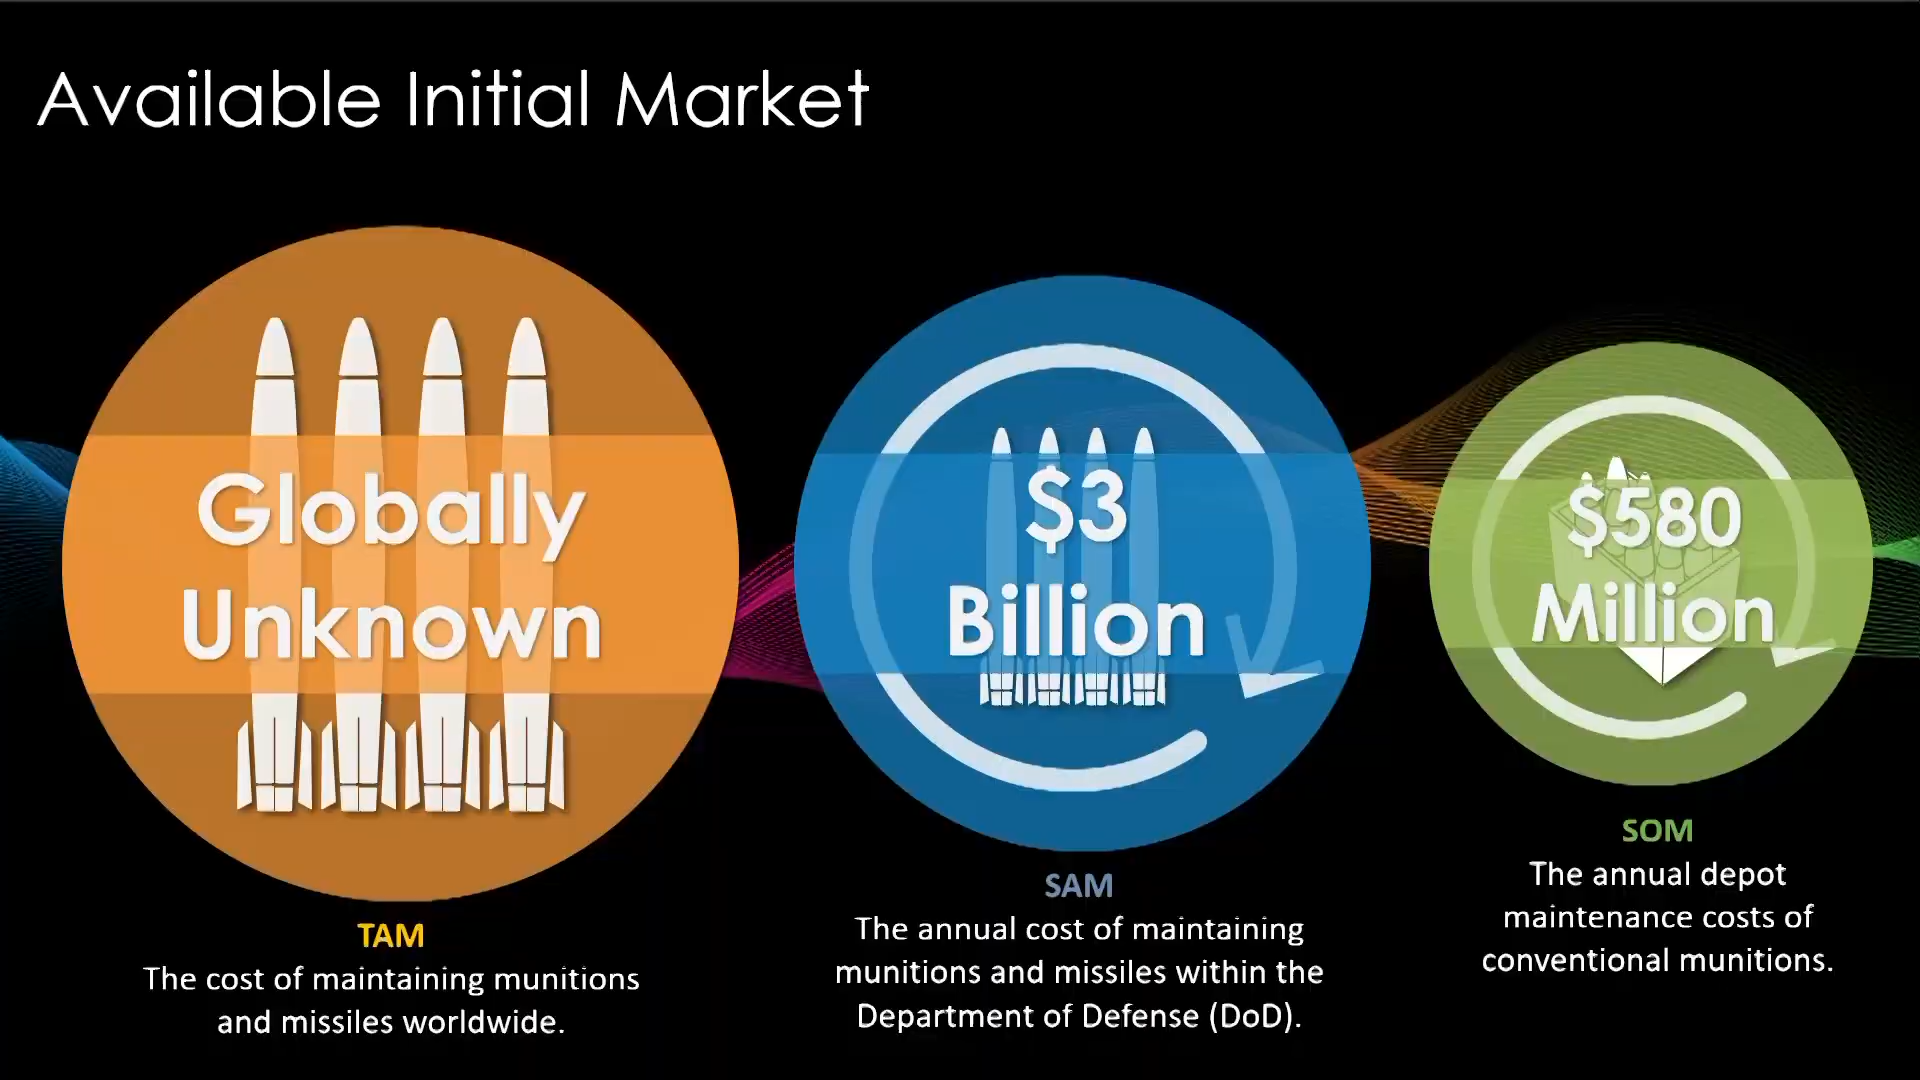 Available Initial Market
Globally
Unknown
TAM
The cost of maintaining munitions
and missiles worldwide.
$3
Billion
SAM
The annual cost of maintaining
munitions and missiles within the
Department of Defense (DoD).
$580
Million
SOM
The annual depot
maintenance costs of
conventional munitions.